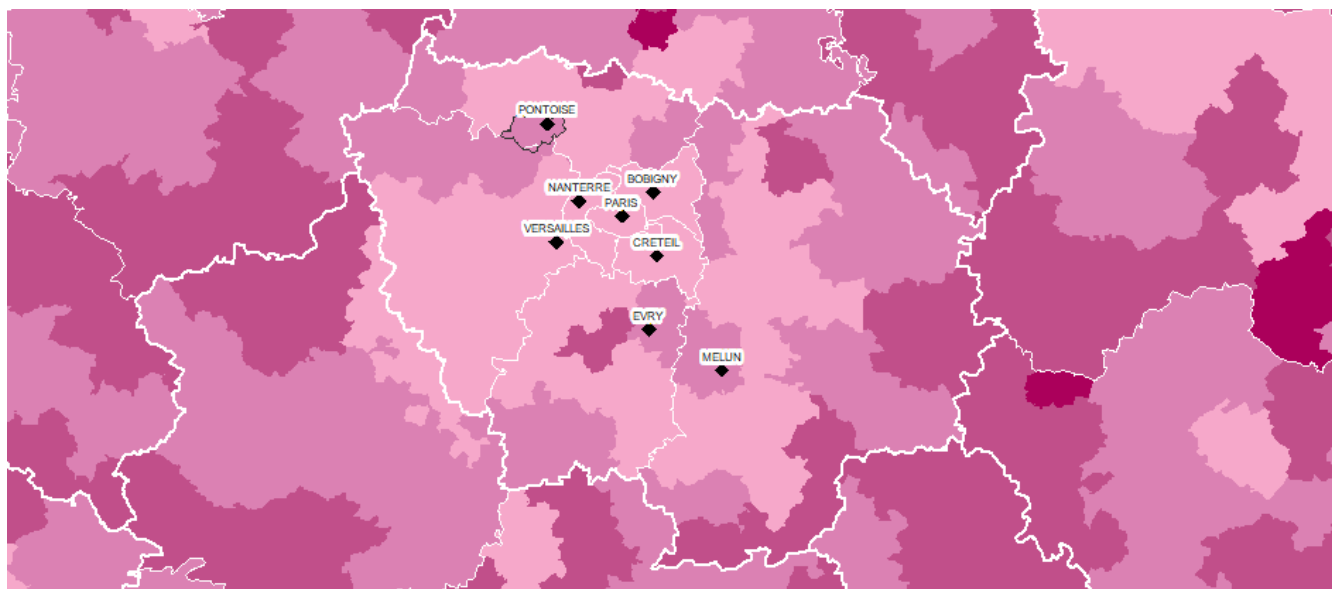 PONTOISE
BOBIGNY
NANTERRE
PARIS
VERSAILLES
CRETEIL
EVRY
MELUN